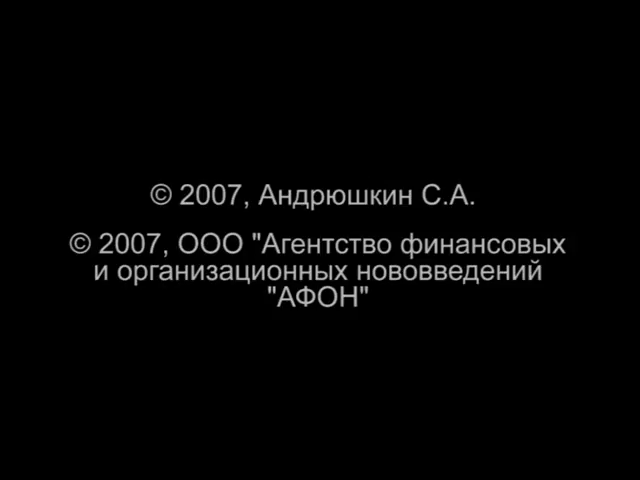 © 2007, Андрюшкин С.А.
© 2007, ООО "Агентство финансовых
и организационных нововведений
"АФОН"